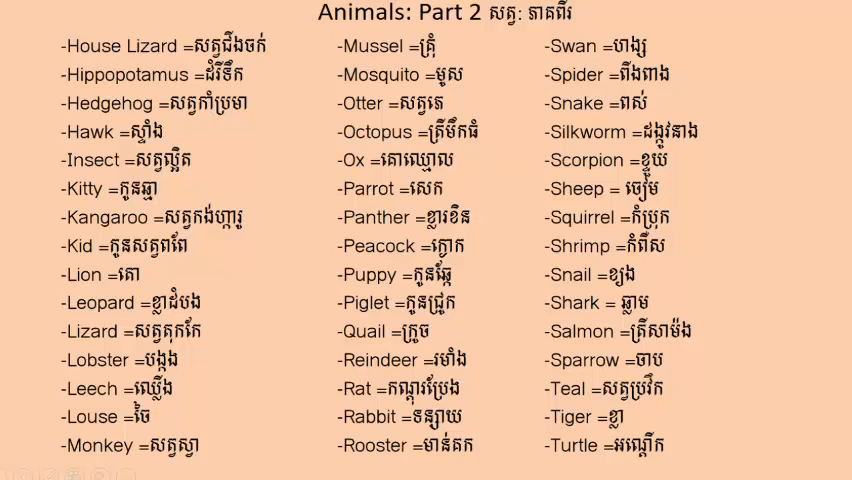 Animals: Part 2 សត្វ: ភាគពីរ
-House Lizard =សត្វជីងចក់
-Hippopotamus =ដំរីទឹក
-Hedgehog =សត្វកាំប្រមា
-Hawk =ស្ទាំង
-Insect =សត្វល្អិត
-Kitty =កូនឆ្មា
-Kangaroo =សត្វកង់ហ្គារូ
-Kid =កូនសត្វពពែ
-Lion =តោ
-Leopard =ខ្លាដំបង
-Lizard =សត្វតុកកែ
-Lobster =បង្កង
-Leech =ឈ្លើង
-Louse =ចៃ
-Monkey =សត្វស្វា
-Mussel =គ្រុំ
-Mosquito =មូស
-Otter =សត្វភេ
-Octopus =ត្រីមឹកធំ
-Ox =គោឈ្មោល
-Parrot =សេក
-Panther =ខ្លារខិន
-Peacock =ក្ងោក
-Puppy =កូនឆ្កែ
-Piglet =កូនជ្រូក
-Quail =ក្រួច
-Reindeer =រមាំង
-Rat =កណ្តុរប្រែង
-Rabbit =ទន្សាយ
-Rooster =មាន់គក
-Swan =ហង្ស
-Spider =ពីងពាង
-Snake =ពស់
-Silkworm =ដង្កូវនាង
-Scorpion =ខ្ទួយ
-Sheep = ចៀម
-Squirrel =កំប្រុក
-Shrimp =កំពឹស
-Snail =ខ្យង
-Shark = ឆ្លាម
-Salmon =ត្រីសាម៉ង
-Sparrow =ចាប
-Teal =សត្វប្រវឹក
-Tiger =ខ្លា
-Turtle =អណ្តើក